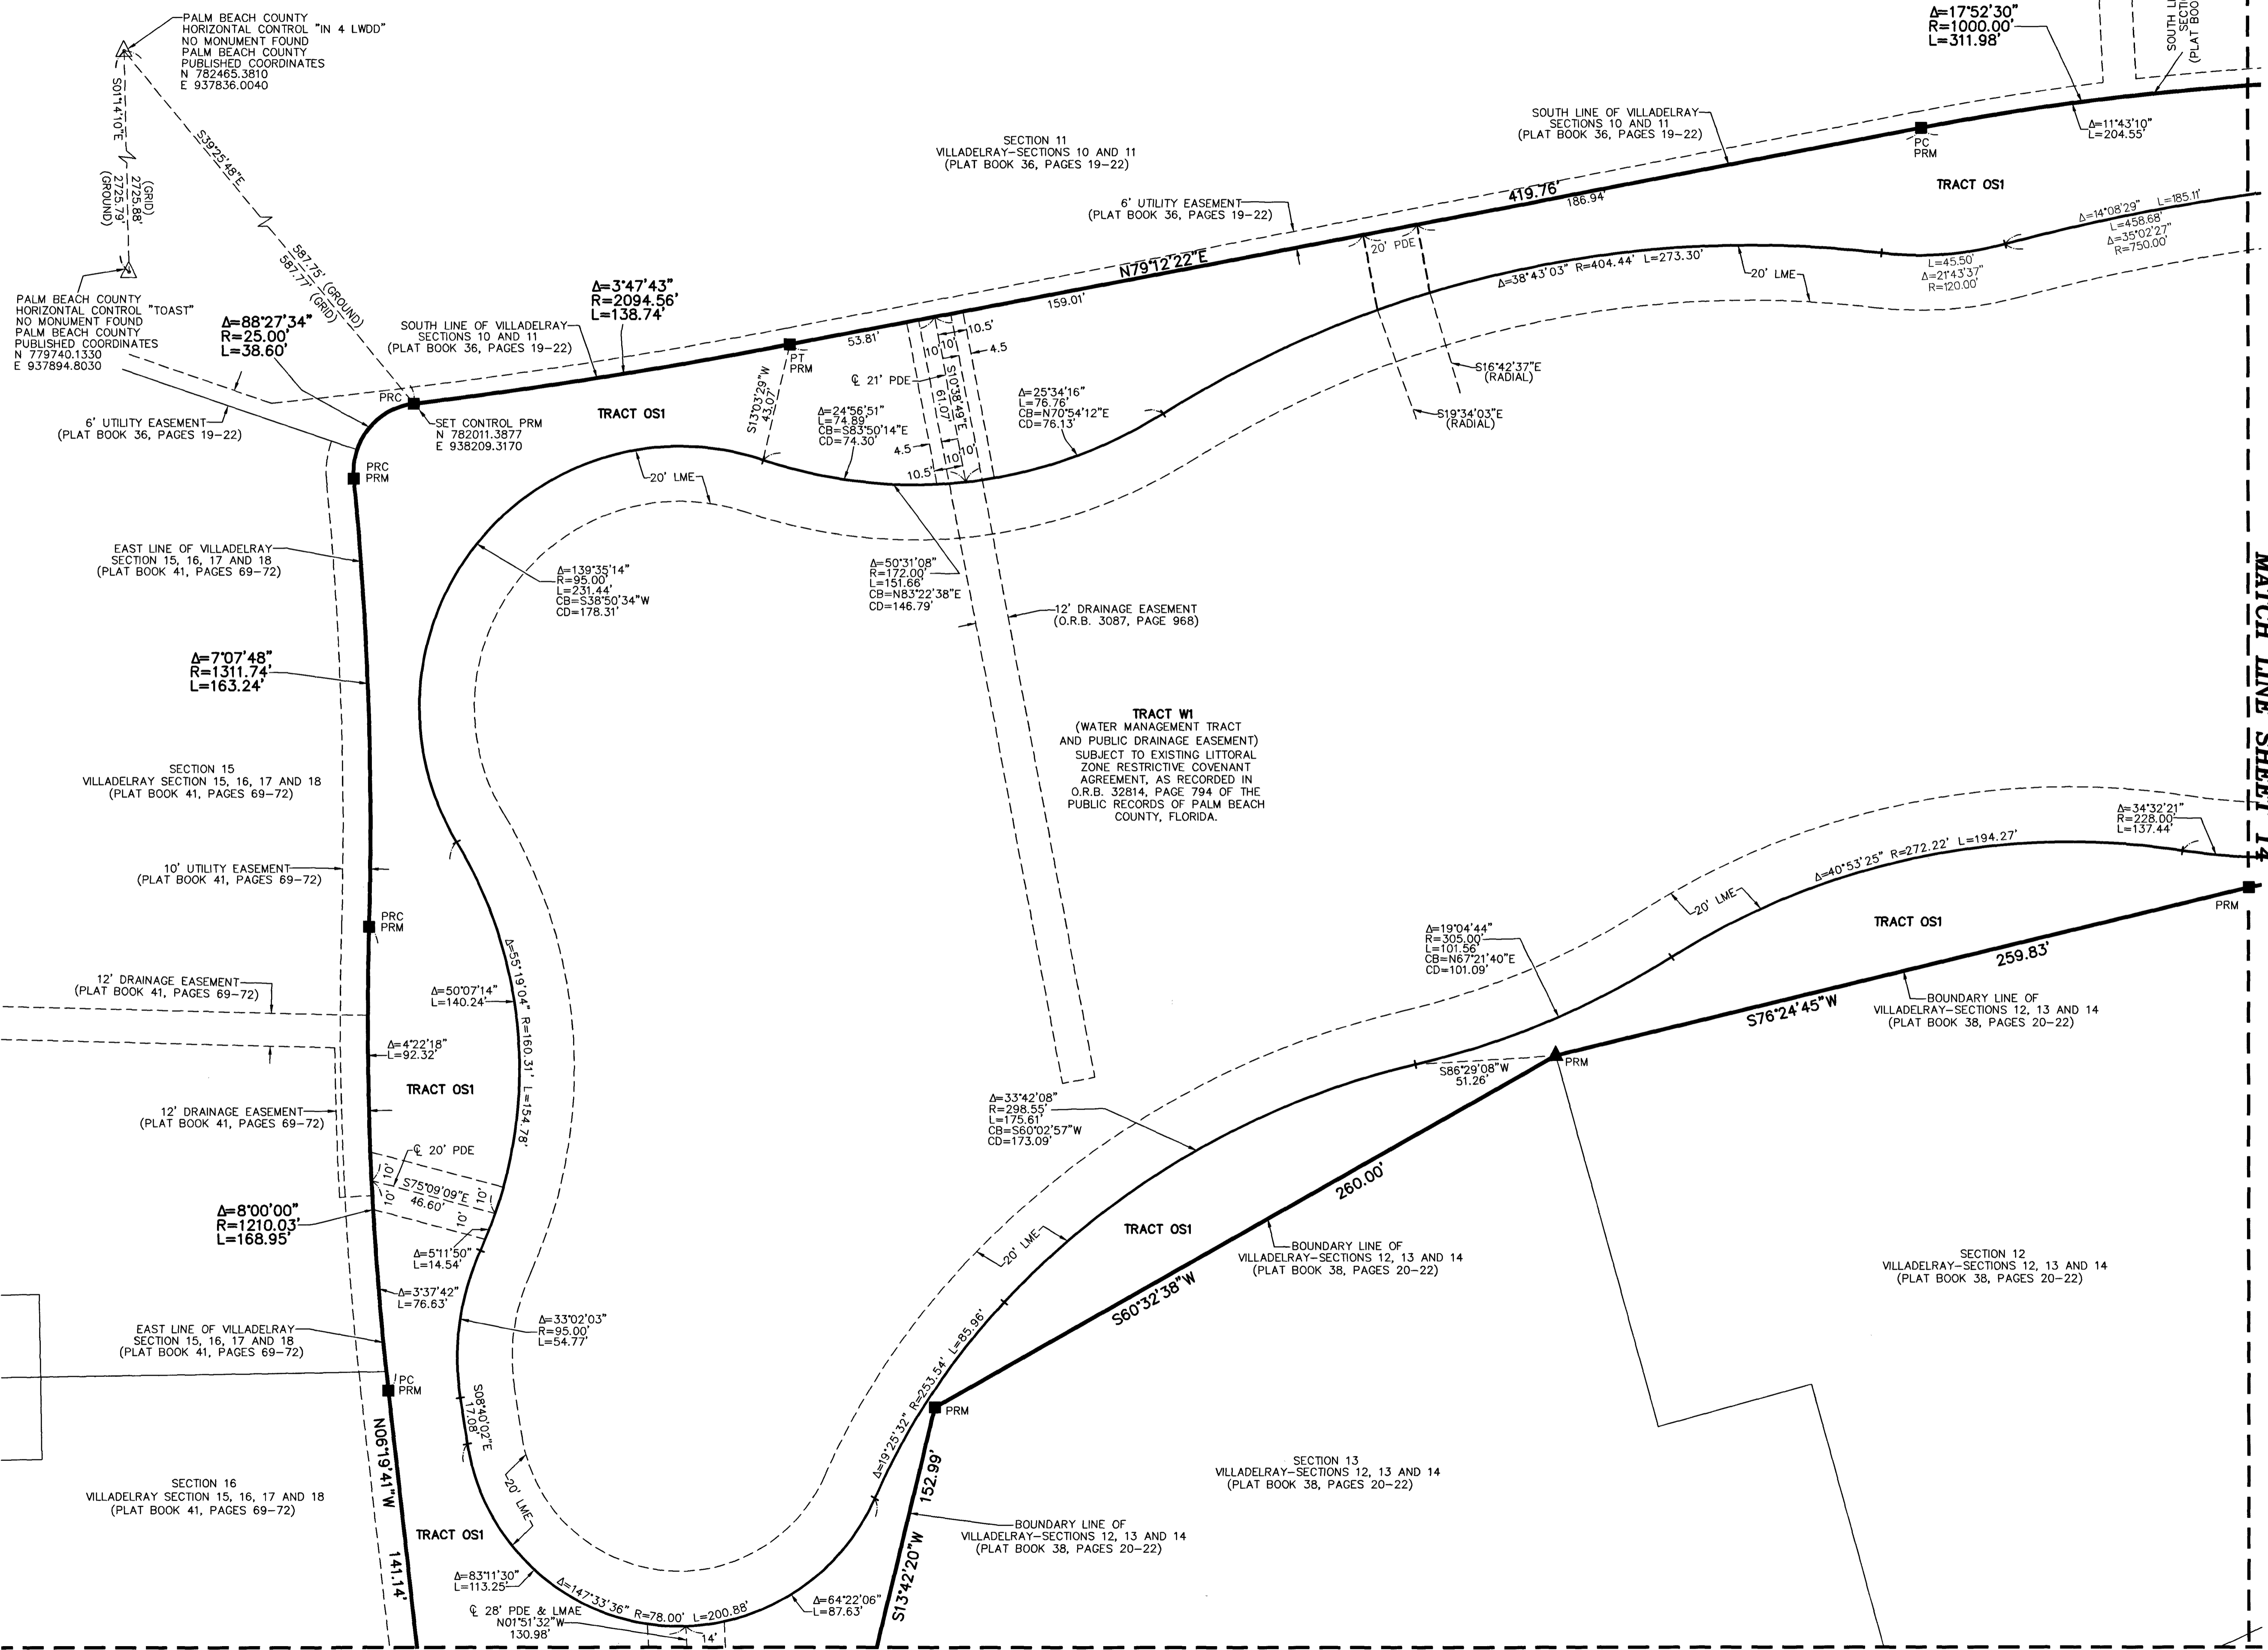 PALM BEACH COUNTY
HORIZONTAL CONTROL "IN 4 LWDD"
NO MONUMENT FOUND
PALM BEACH COUNTY
PUBLISHED COORDINATES
N 782465.3810
E 937836.0040
S01°14'10"E
(GRID)
2725.88'
2725.79'
(GROUND)
S39°25'48"E
587.75' (GROUND)
587.77' (GRID)
PALM BEACH COUNTY
HORIZONTAL CONTROL "TOAST"
NO MONUMENT FOUND
PALM BEACH COUNTY
PUBLISHED COORDINATES
N 779740.1330
E 937894.8030
Δ=88°27'34"
R=25.00'
L=38.60'
6' UTILITY EASEMENT
(PLAT BOOK 36, PAGES 19-22)
PRC
SET CONTROL PRM
N 782011.3877
E 938209.3170
PRC
PRM
SOUTH LINE OF VILLADELRAY
SECTIONS 10 AND 11
(PLAT BOOK 36, PAGES 19-22)
Δ=3°47'43"
R=2094.56'
L=138.74'
TRACT OS1
PT
PRM
S13°03'29"W
43.07'
SECTION 11
VILLADELRAY-SECTIONS 10 AND 11
(PLAT BOOK 36, PAGES 19-22)
6' UTILITY EASEMENT
(PLAT BOOK 36, PAGES 19-22)
53.81'
N79°12'22"E
159.01'
419.76'
186.94'
20' PDE
SOUTH LINE OF VILLADELRAY
SECTIONS 10 AND 11
(PLAT BOOK 36, PAGES 19-22)
PC
PRM
Δ=17°52'30"
R=1000.00'
L=311.98'
SOUTH LI
SECTI
(PLAT BOO
Δ=11°43'10"
L=204.55'
TRACT OS1
Δ=14°08'29" L=185.11'
L=458.68'
Δ=35°02'27"
R=750.00'
L=45.50'
Δ=21°43'37"
R=120.00'
Δ=38°43'03" R=404.44' L=273.30'
20' LME
S16°42'37"E
(RADIAL)
S19°34'03"E
(RADIAL)
10.5'
10' 10'
4.5
℄ 21' PDE
S10°38'49"E
61.07'
4.5
10' 10'
10.5'
Δ=24°56'51"
L=74.89'
CB=S83°50'14"E
CD=74.30'
Δ=25°34'16"
L=76.76'
CB=N70°54'12"E
CD=76.13'
20' LME
Δ=139°35'14"
R=95.00'
L=231.44'
CB=S38°50'34"W
CD=178.31'
Δ=50°31'08"
R=172.00'
L=151.66'
CB=N83°22'38"E
CD=146.79'
12' DRAINAGE EASEMENT
(O.R.B. 3087, PAGE 968)
EAST LINE OF VILLADELRAY
SECTION 15, 16, 17 AND 18
(PLAT BOOK 41, PAGES 69-72)
Δ=7°07'48"
R=1311.74'
L=163.24'
SECTION 15
VILLADELRAY SECTION 15, 16, 17 AND 18
(PLAT BOOK 41, PAGES 69-72)
TRACT W1
(WATER MANAGEMENT TRACT
AND PUBLIC DRAINAGE EASEMENT)
SUBJECT TO EXISTING LITTORAL
ZONE RESTRICTIVE COVENANT
AGREEMENT, AS RECORDED IN
O.R.B. 32814, PAGE 794 OF THE
PUBLIC RECORDS OF PALM BEACH
COUNTY, FLORIDA.
MATCH LINE SHEET 14
10' UTILITY EASEMENT
(PLAT BOOK 41, PAGES 69-72)
PRC
PRM
12' DRAINAGE EASEMENT
(PLAT BOOK 41, PAGES 69-72)
Δ=50°07'14"
L=140.24'
Δ=55°19'04" R=160.31' L=154.78'
Δ=4°22'18"
L=92.32'
TRACT OS1
12' DRAINAGE EASEMENT
(PLAT BOOK 41, PAGES 69-72)
℄ 20' PDE
10'
10'
S75°09'09"E
46.60'
10'
10'
Δ=8°00'00"
R=1210.03'
L=168.95'
Δ=5°11'50"
L=14.54'
Δ=3°37'42"
L=76.63'
Δ=33°02'03"
R=95.00'
L=54.77'
EAST LINE OF VILLADELRAY
SECTION 15, 16, 17 AND 18
(PLAT BOOK 41, PAGES 69-72)
PC
PRM
S08°40'02"E
17.08'
N06°19'41"W
141.14'
SECTION 16
VILLADELRAY SECTION 15, 16, 17 AND 18
(PLAT BOOK 41, PAGES 69-72)
20' LME
TRACT OS1
Δ=83°11'30"
L=113.25'
Δ=147°33'36" R=78.00' L=200.88'
℄ 28' PDE & LMAE
N01°51'32"W
130.98'
14'
Δ=64°22'06"
L=87.63'
Δ=19°25'32" R=253.54' L=85.96'
PRM
152.99'
S13°42'20"W
BOUNDARY LINE OF
VILLADELRAY-SECTIONS 12, 13 AND 14
(PLAT BOOK 38, PAGES 20-22)
SECTION 13
VILLADELRAY-SECTIONS 12, 13 AND 14
(PLAT BOOK 38, PAGES 20-22)
20' LME
TRACT OS1
260.00'
S60°32'38"W
BOUNDARY LINE OF
VILLADELRAY-SECTIONS 12, 13 AND 14
(PLAT BOOK 38, PAGES 20-22)
Δ=33°42'08"
R=298.55'
L=175.61'
CB=S60°02'57"W
CD=173.09'
S86°29'08"W
51.26'
PRM
Δ=19°04'44"
R=305.00'
L=101.56'
CB=N67°21'40"E
CD=101.09'
20' LME
Δ=40°53'25" R=272.22' L=194.27'
Δ=34°32'21"
R=228.00'
L=137.44'
PRM
TRACT OS1
259.83'
S76°24'45"W
BOUNDARY LINE OF
VILLADELRAY-SECTIONS 12, 13 AND 14
(PLAT BOOK 38, PAGES 20-22)
SECTION 12
VILLADELRAY-SECTIONS 12, 13 AND 14
(PLAT BOOK 38, PAGES 20-22)